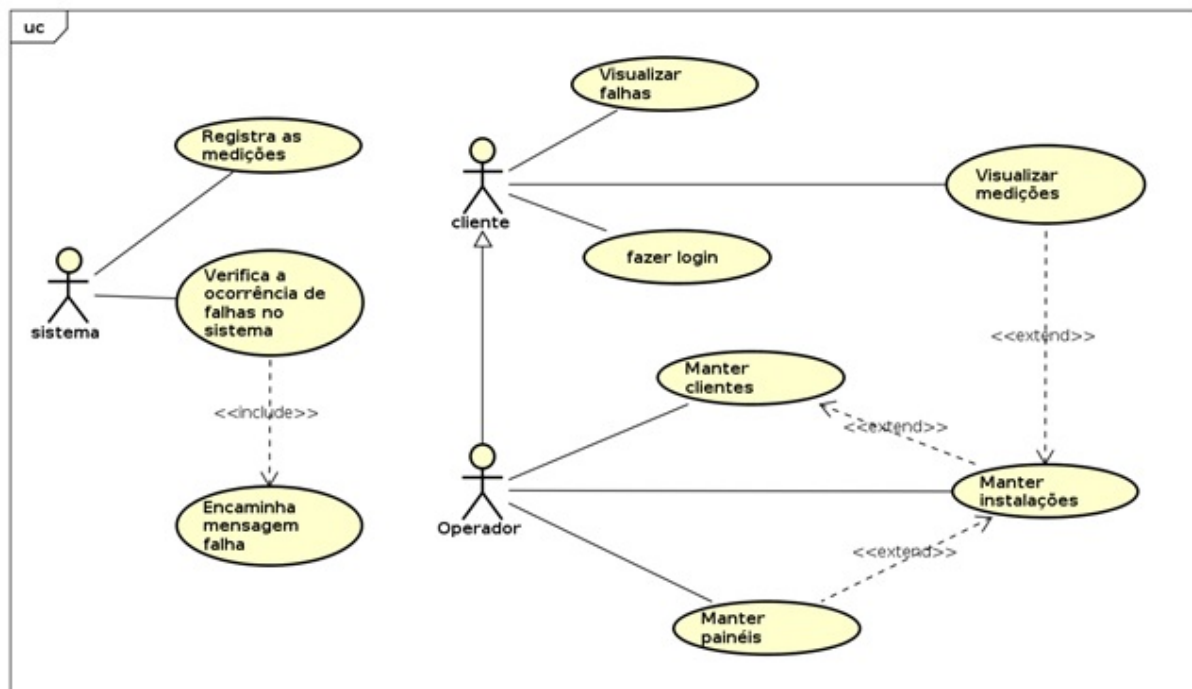 uc
Visualizar
falhas
Registra as
medições
Visualizar
medições
cliente
fazer login
Verifica a
ocorrência de
falhas no
sistema
sistema
<<extend>>
Manter
clientes
<<include>>
<<extend>>
Manter
instalações
Encaminha
mensagem
falha
Operador
<<extend>>
Manter
painéis